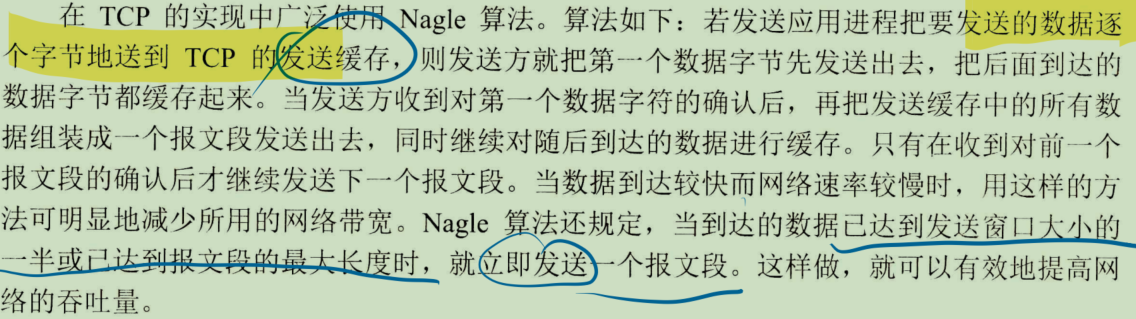 在 TCP 的实现中广泛使用 Nagle 算法。算法如下：若发送应用进程把要发送的数据逐
个字节地送到 TCP 的发送缓存，则发送方就把第一个数据字节先发送出去，把后面到达的
数据字节都缓存起来。当发送方收到对第一个数据字符的确认后，再把发送缓存中的所有数
据组装成一个报文段发送出去，同时继续对随后到达的数据进行缓存。只有在收到对前一个
报文段的确认后才继续发送下一个报文段。当数据到达较快而网络速率较慢时，用这样的方
法可明显地减少所用的网络带宽。Nagle 算法还规定，当到达的数据已达到发送窗口大小的
一半或已达到报文段的最大长度时，就立即发送一个报文段。这样做，就可以有效地提高网
络的吞吐量。